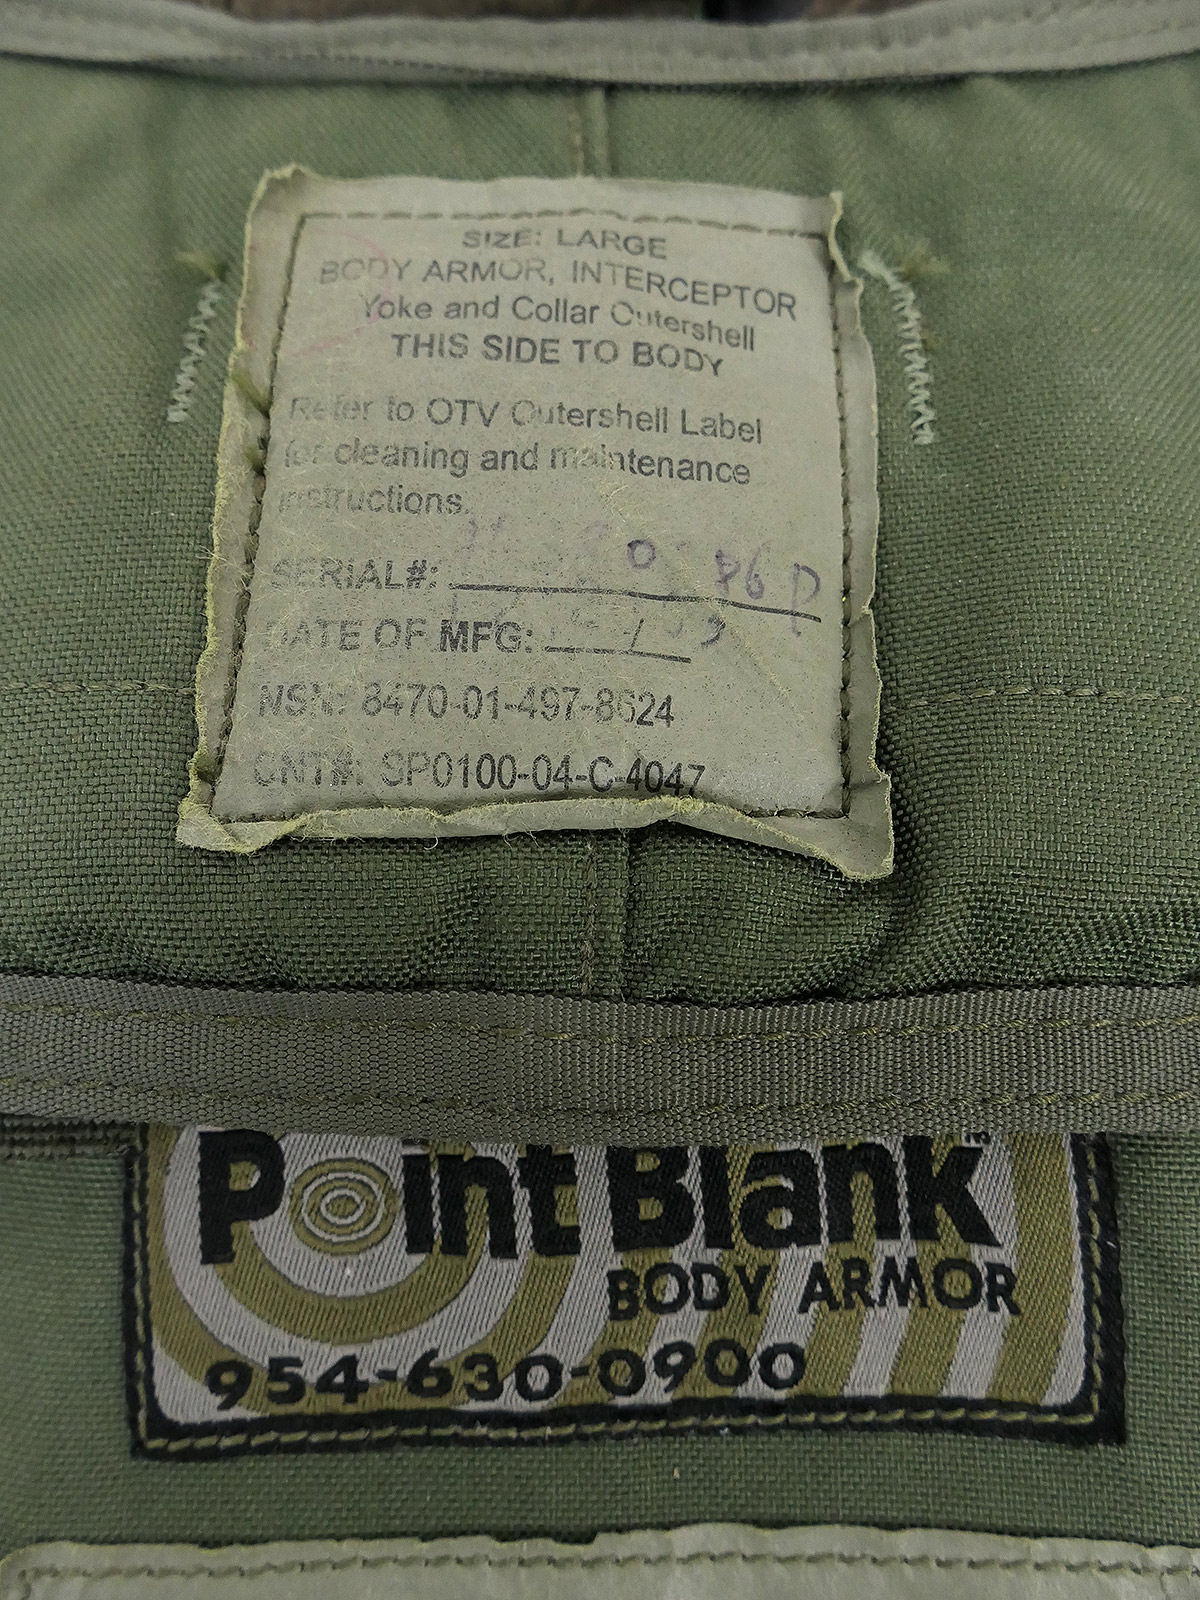 SIZE: LARGE
BODY ARMOR, INTERCEPTOR
Yoke and Collar Outershell
THIS SIDE TO BODY
Refer to OTV Outershell Label
for cleaning and maintenance
instructions.
SERIAL#:
DATE OF MFG:
NSN: 8470-01-497-8624
CNT#: SP0100-04-C-4047
Point Blank
BODY ARMOR
954-630-0900